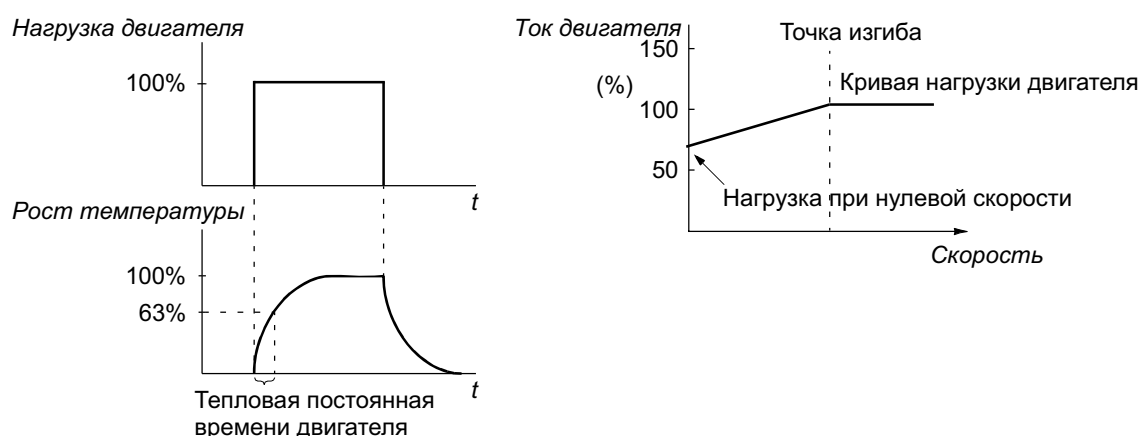 Нагрузка двигателя
100%
t
Рост температуры
100%
63%
t
Тепловая постоянная
времени двигателя
Ток двигателя
Точка изгиба
150
(%)
Кривая нагрузки двигателя
100
50
Нагрузка при нулевой скорости
Скорость